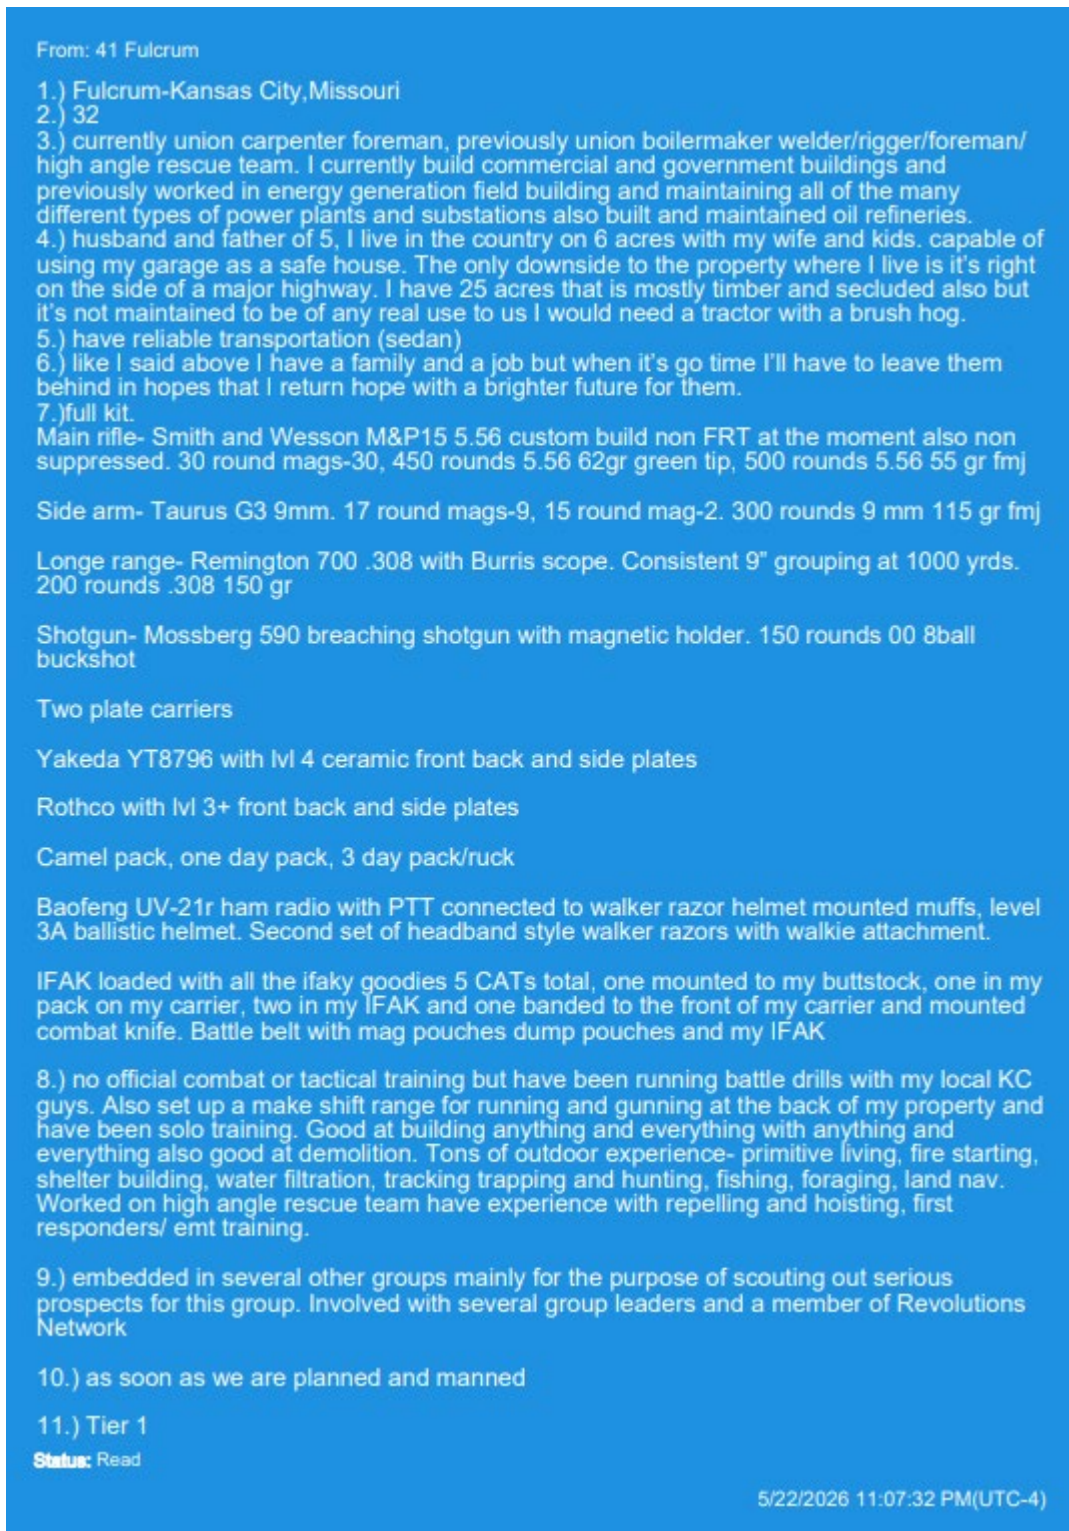 From: 41 Fulcrum
1.) Fulcrum-Kansas City,Missouri
2.) 32
3.) currently union carpenter foreman, previously union boilermaker welder/rigger/foreman/
high angle rescue team. I currently build commercial and government buildings and
previously worked in energy generation field building and maintaining all of the many
different types of power plants and substations also built and maintained oil refineries.
4.) husband and father of 5, I live in the country on 6 acres with my wife and kids. capable of
using my garage as a safe house. The only downside to the property where I live is it's right
on the side of a major highway. I have 25 acres that is mostly timber and secluded also but
it's not maintained to be of any real use to us I would need a tractor with a brush hog.
5.) have reliable transportation (sedan)
6.) like I said above I have a family and a job but when it's go time I'll have to leave them
behind in hopes that I return hope with a brighter future for them.
7.)full kit.
Main rifle- Smith and Wesson M&P15 5.56 custom build non FRT at the moment also non
suppressed. 30 round mags-30, 450 rounds 5.56 62gr green tip, 500 rounds 5.56 55 gr fmj
Side arm- Taurus G3 9mm. 17 round mags-9, 15 round mag-2. 300 rounds 9 mm 115 gr fmj
Longe range- Remington 700 .308 with Burris scope. Consistent 9" grouping at 1000 yrds.
200 rounds .308 150 gr
Shotgun- Mossberg 590 breaching shotgun with magnetic holder. 150 rounds 00 8ball
buckshot
Two plate carriers
Yakeda YT8796 with lvl 4 ceramic front back and side plates
Rothco with lvl 3+ front back and side plates
Camel pack, one day pack, 3 day pack/ruck
Baofeng UV-21r ham radio with PTT connected to walker razor helmet mounted muffs, level
3A ballistic helmet. Second set of headband style walker razors with walkie attachment.
IFAK loaded with all the ifaky goodies 5 CATs total, one mounted to my buttstock, one in my
pack on my carrier, two in my IFAK and one banded to the front of my carrier and mounted
combat knife. Battle belt with mag pouches dump pouches and my IFAK
8.) no official combat or tactical training but have been running battle drills with my local KC
guys. Also set up a make shift range for running and gunning at the back of my property and
have been solo training. Good at building anything and everything with anything and
everything also good at demolition. Tons of outdoor experience- primitive living, fire starting,
shelter building, water filtration, tracking trapping and hunting, fishing, foraging, land nav.
Worked on high angle rescue team have experience with repelling and hoisting, first
responders/ emt training.
9.) embedded in several other groups mainly for the purpose of scouting out serious
prospects for this group. Involved with several group leaders and a member of Revolutions
Network
10.) as soon as we are planned and manned
11.) Tier 1
Status: Read
5/22/2026 11:07:32 PM(UTC-4)